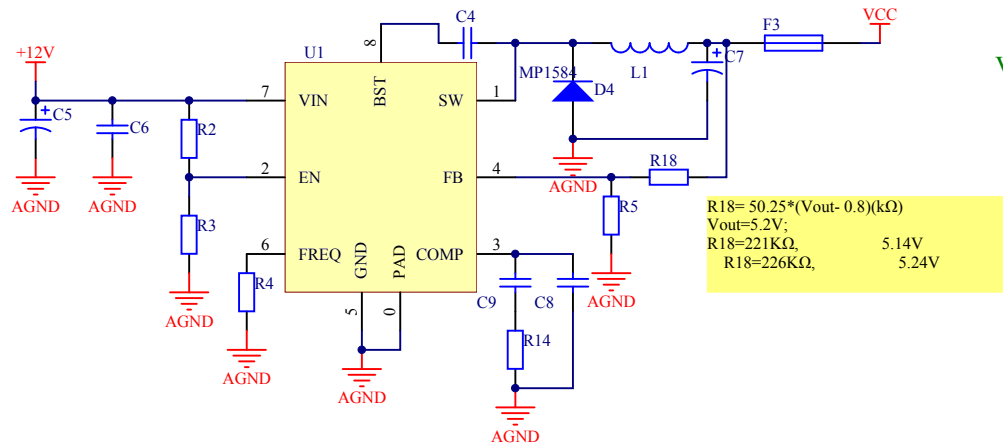 VCC
F3
C4
8
U1
+12V
BST
MP1584
L1
C7
7
VIN
SW
1
D4
C5
C6
R2
2
EN
FB
4
AGND
R18
AGND
AGND
R3
R5
R18= 50.25*(Vout- 0.8)(kΩ)
Vout=5.2V;
R18=221KΩ, 5.14V
R18=226KΩ, 5.24V
6
FREQ
GND
PAD
COMP
3
R4
C9
C8
AGND
AGND
5
0
AGND
R14
AGND
AGND
V